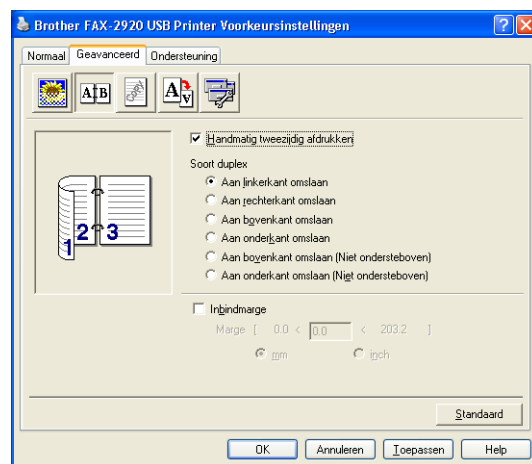 Brother FAX-2920 USB Printer Voorkeursinstellingen
Normaal Geavanceerd Ondersteuning
A B A V
1 2 3
Handmatig tweezijdig afdrukken
Soort duplex
Aan linkerkant omslaan
Aan rechterkant omslaan
Aan bovenkant omslaan
Aan onderkant omslaan
Aan bovenkant omslaan (Niet ondersteboven)
Aan onderkant omslaan (Niet ondersteboven)
Inbindmarge
Marge [ 0.0 < 0.0 < 203.2 ]
mm inch
Standaard
OK Annuleren Toepassen Help